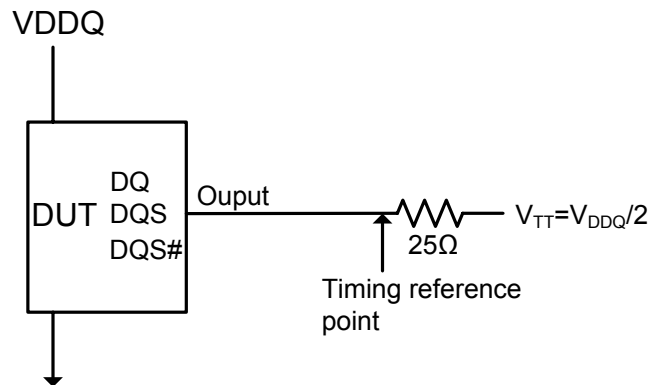 VDDQ
DUT
DQ
DQS
DQS#
Ouput
25Ω
V_TT=V_DDQ/2
Timing reference
point